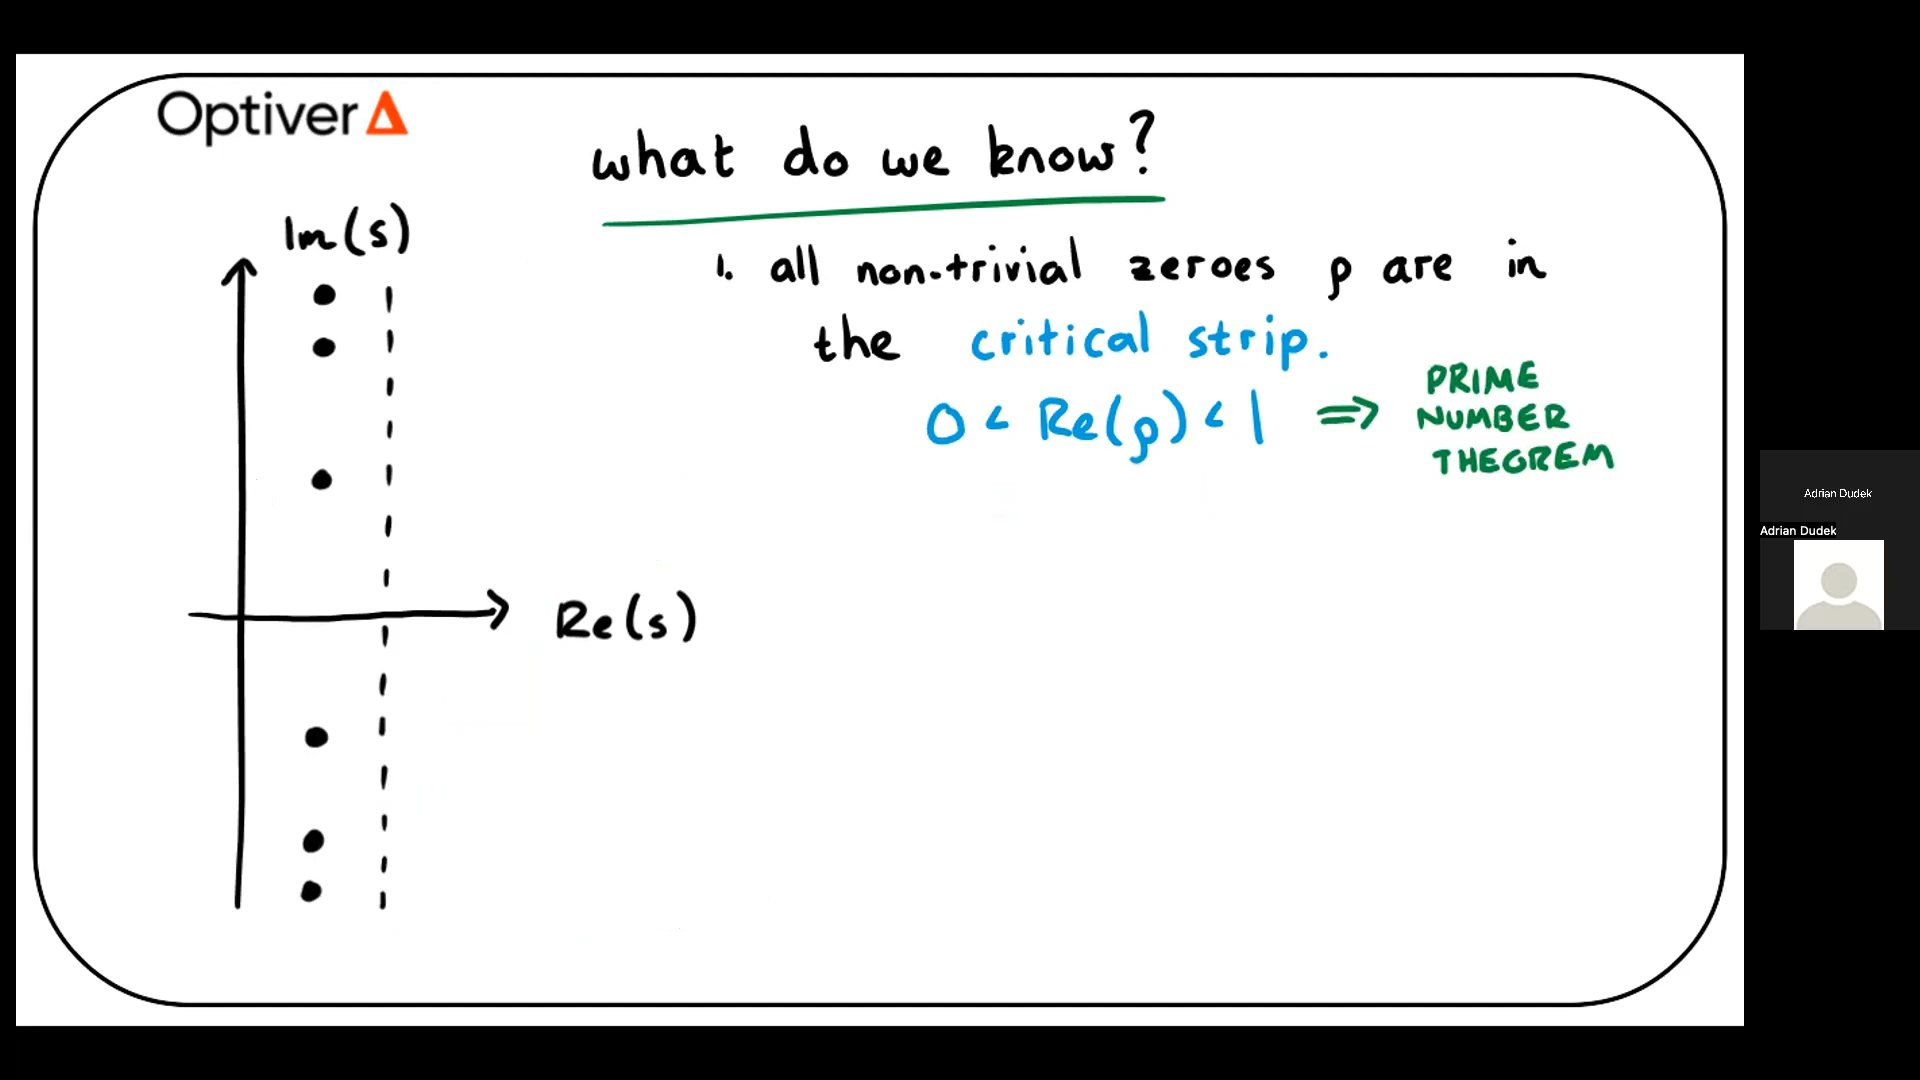 Optiver
what do we know?
Im(s)
1. all non-trivial zeroes ρ are in
the critical strip.
0 < Re(ρ) < 1 ⇒ PRIME
NUMBER
THEOREM
Re(s)
Adrian Dudek
Adrian Dudek